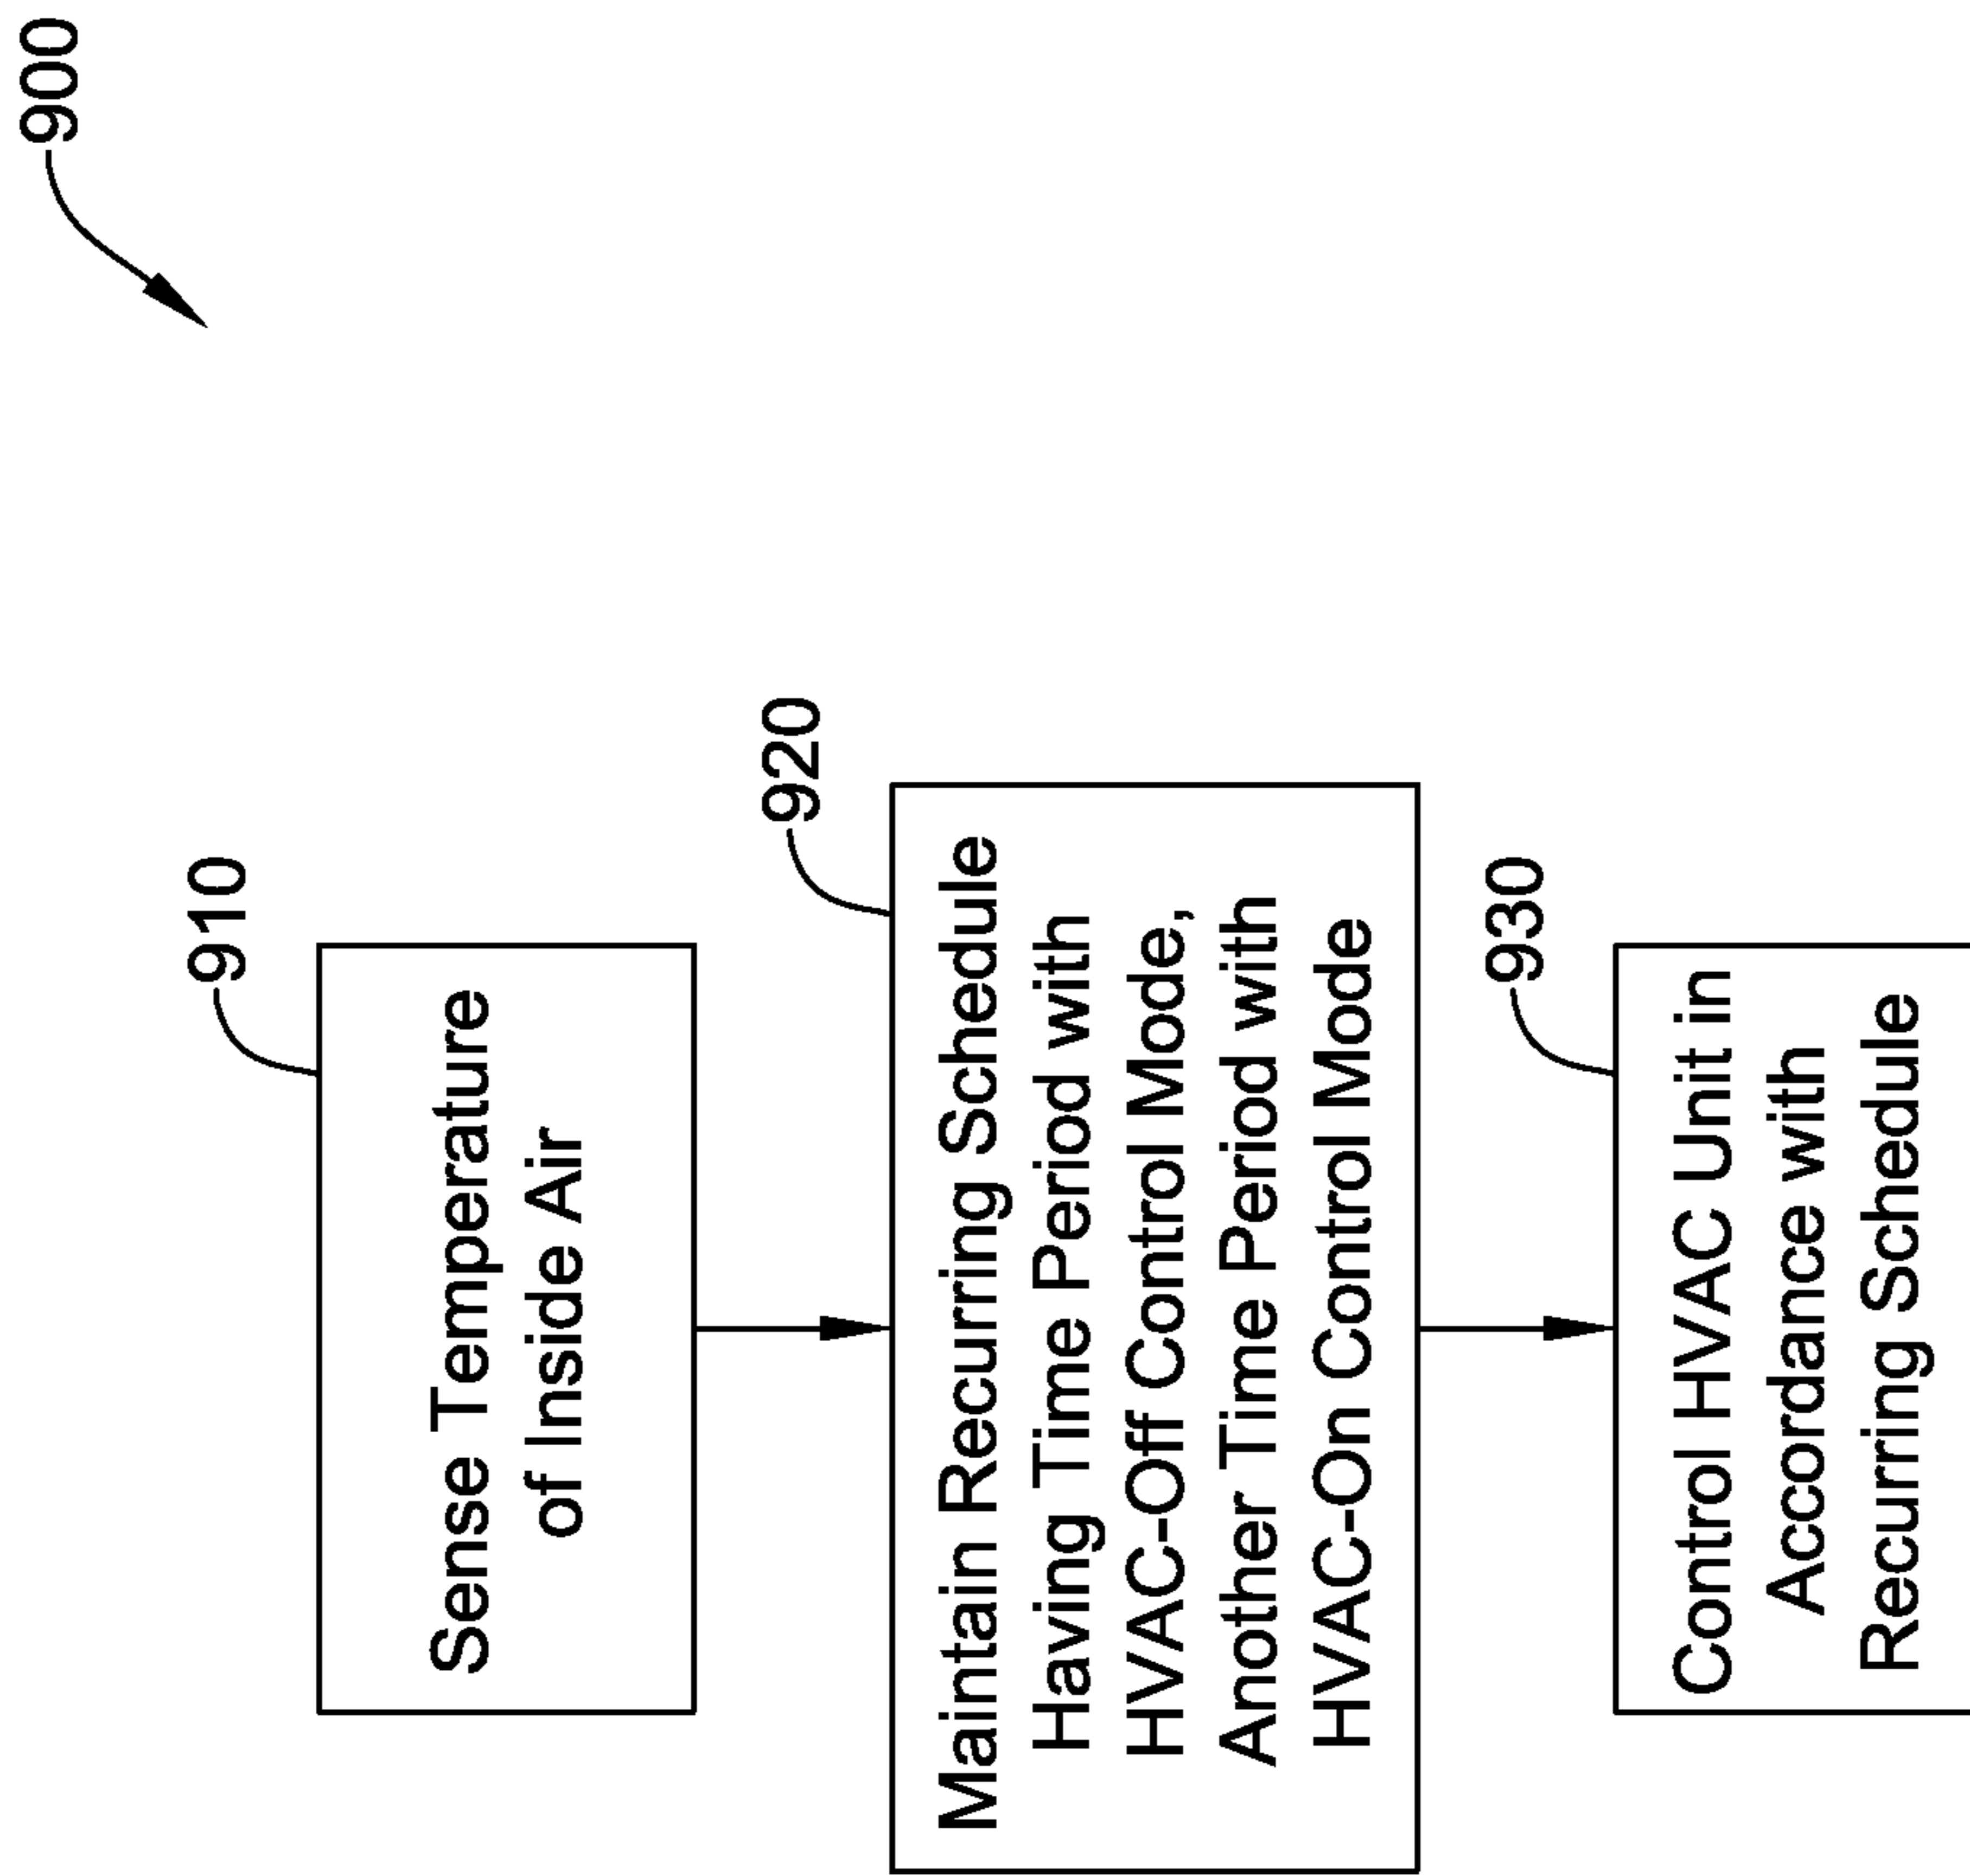 900
910
Sense Temperature
of Inside Air
920
Maintain Recurring Schedule
Having Time Period with
HVAC-Off Control Mode,
Another Time Period with
HVAC-On Control Mode
930
Control HVAC Unit in
Accordance with
Recurring Schedule